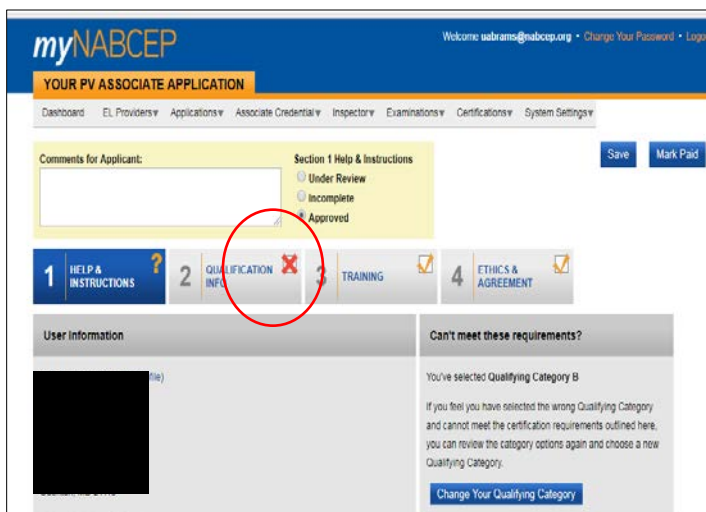 myNABCEP
Welcome uabrams@nabcep.org • Change Your Password • Logo
YOUR PV ASSOCIATE APPLICATION
Dashboard EL Providers▾ Applications▾ Associate Credential▾ Inspector▾ Examinations▾ Certifications▾ System Settings▾
Comments for Applicant:
Section 1 Help & Instructions
Under Review
Incomplete
Approved
Save Mark Paid
1 HELP & INSTRUCTIONS ?
2 QUALIFICATION INFO
3 TRAINING
4 ETHICS & AGREEMENT
User Information
file)
Can't meet these requirements?
You've selected Qualifying Category B
If you feel you have selected the wrong Qualifying Category
and cannot meet the certification requirements outlined here,
you can review the category options again and choose a new
Qualifying Category.
Change Your Qualifying Category